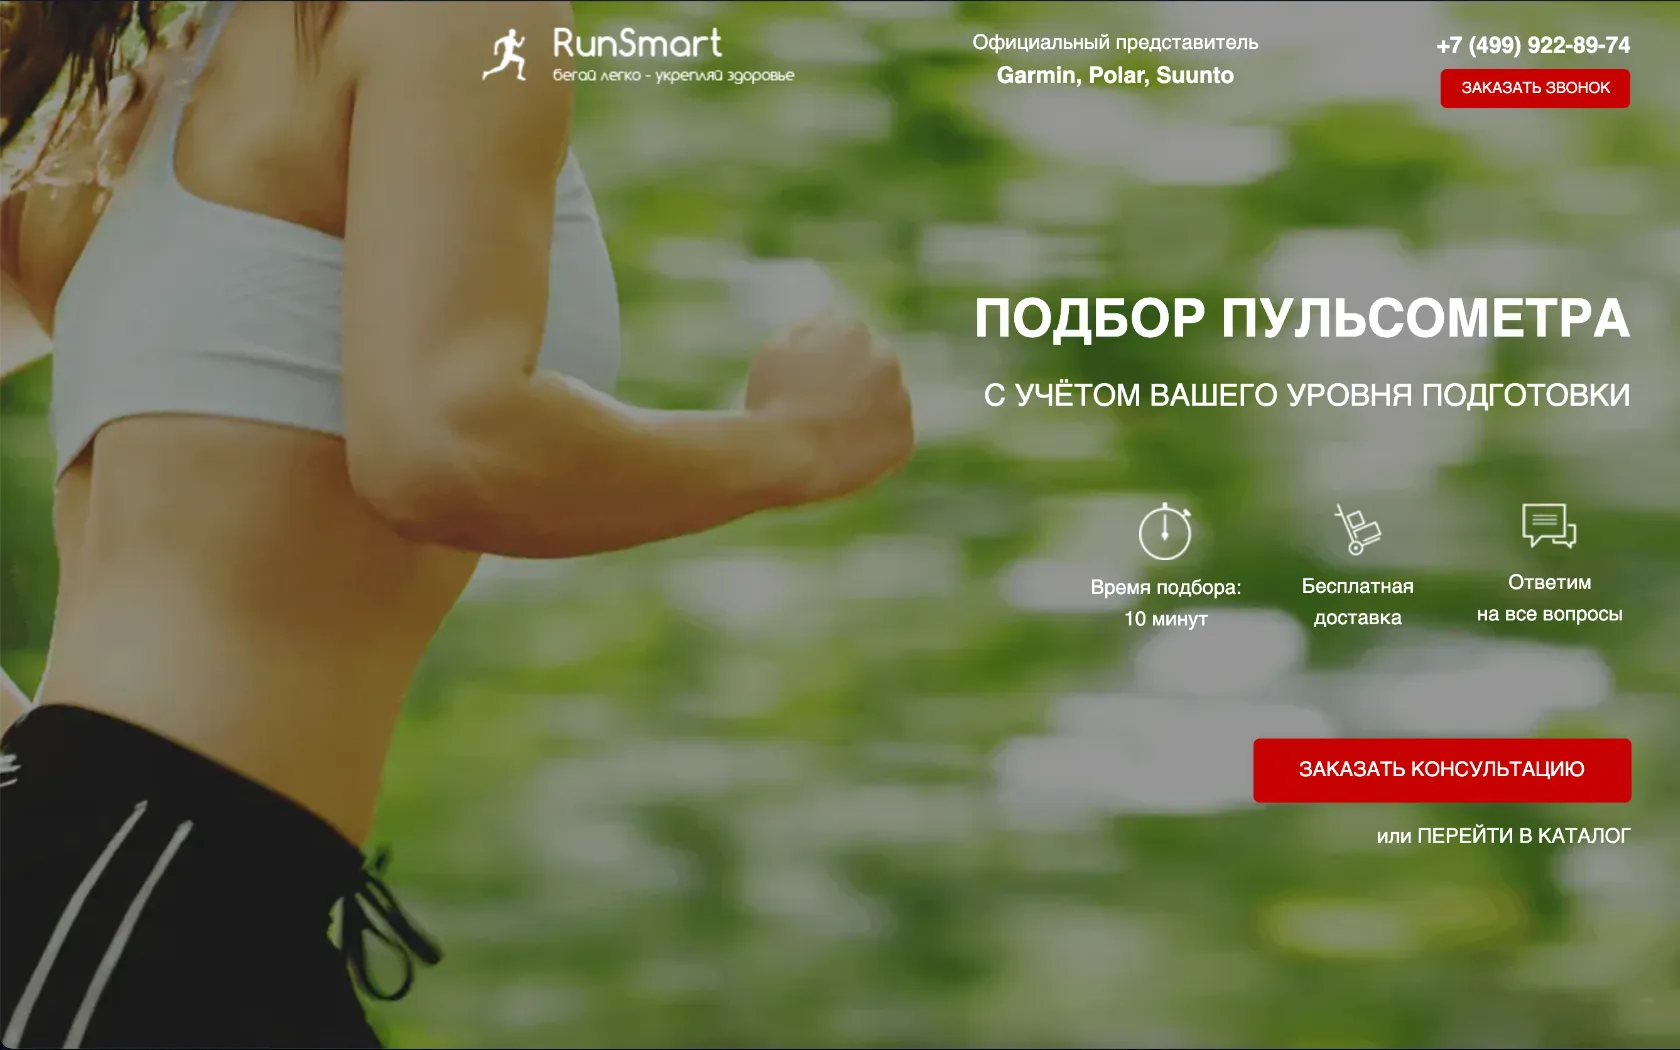 RunSmart
бегай легко - укрепляй здоровье
Официальный представитель
Garmin, Polar, Suunto
+7 (499) 922-89-74
ЗАКАЗАТЬ ЗВОНОК
ПОДБОР ПУЛЬСОМЕТРА
С УЧЁТОМ ВАШЕГО УРОВНЯ ПОДГОТОВКИ
Время подбора:
10 минут
Бесплатная
доставка
Ответим
на все вопросы
ЗАКАЗАТЬ КОНСУЛЬТАЦИЮ
или ПЕРЕЙТИ В КАТАЛОГ